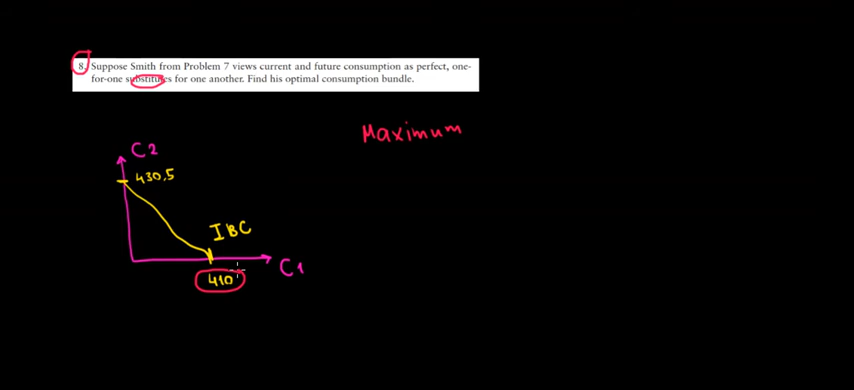 8. Suppose Smith from Problem 7 views current and future consumption as perfect, one-
for-one substitutes for one another. Find his optimal consumption bundle.
Maximum
C2
430.5
IBC
410
C1